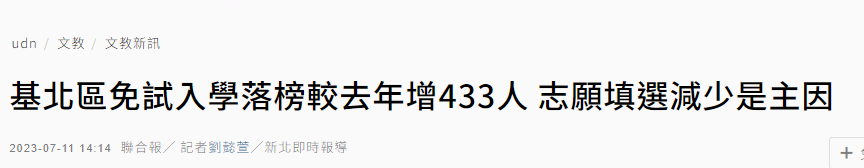 udn / 文教 / 文教新訊
基北區免試入學落榜較去年增433人 志願填選減少是主因
2023-07-11 14:14 聯合報／ 記者劉懿萱／新北即時報導
+